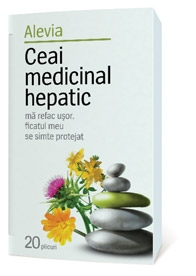 Alevia
Ceai
medicinal
hepatic
mă refac ușor.
ficatul meu
se simte protejat
20 plicuri